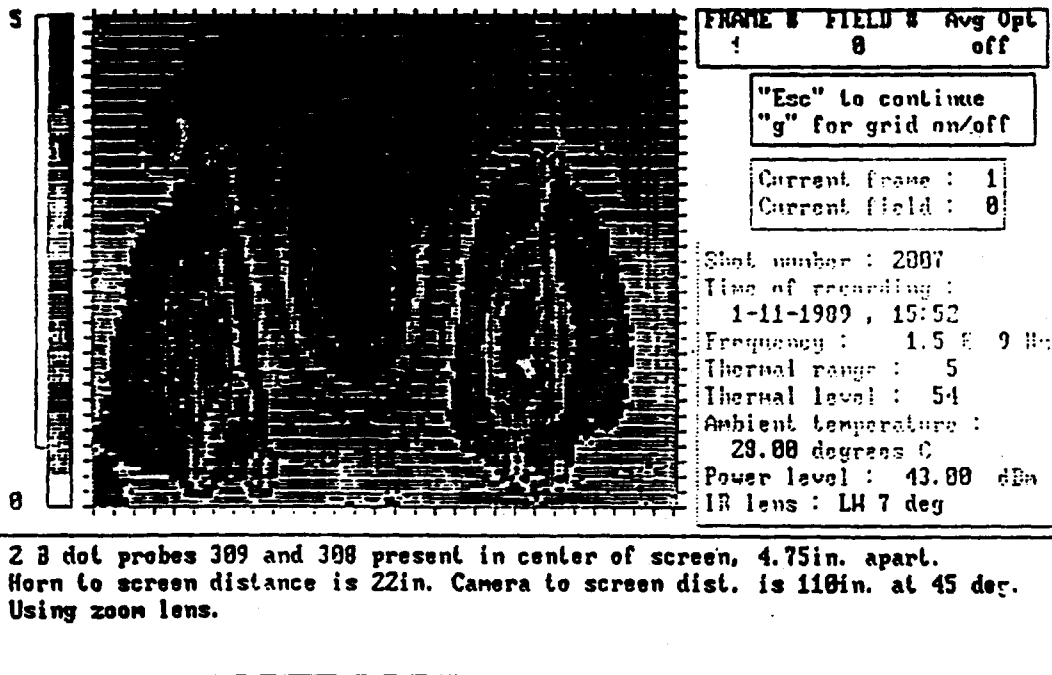 5
FRAME # FIELD # Avg Opt
1 0 off
"Esc" to continue
"g" for grid on/off
Current frame : 1
Current field : 0
Shot number : 2007
Time of recording :
1-11-1989 , 15:52
Frequency : 1.5 E 9 Hz
Thermal range : 5
Thermal level : 54
Ambient temperature :
degrees C
Power level : 43.00 dBm
IR lens : LW 7 deg
0
2 B dot probes 309 and 308 present in center of screen, 4.75in. apart.
Horn to screen distance is 22in. Camera to screen dist. is 110in. at 45 deg.
Using zoom lens.